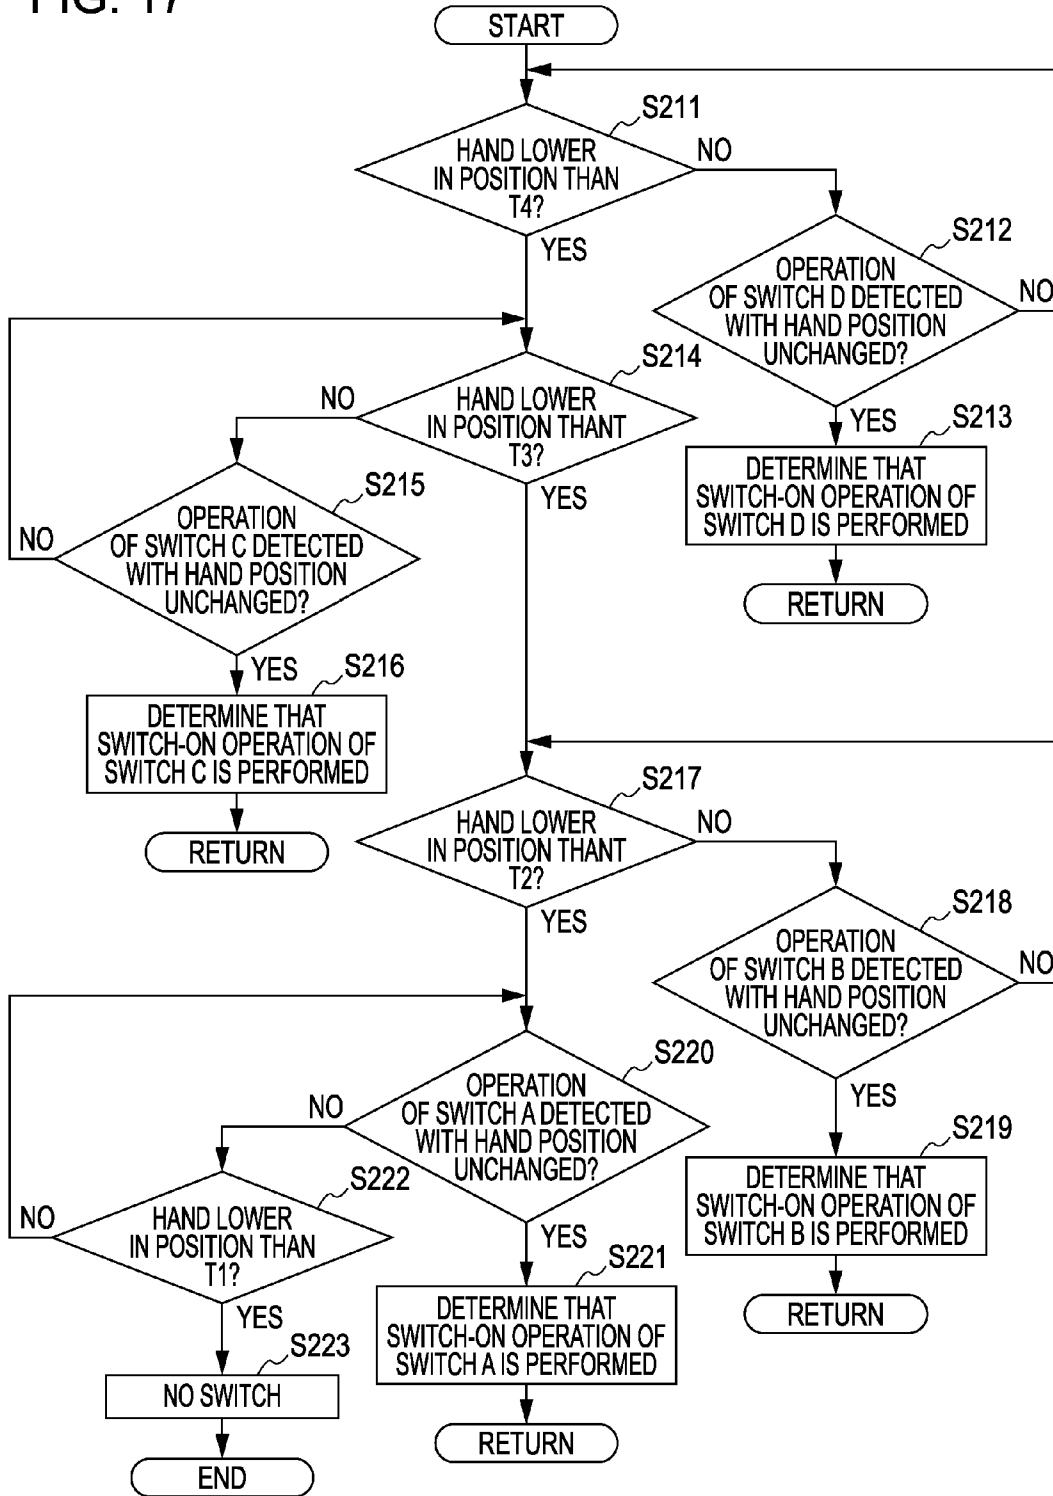 FIG. 17
START
S211
HAND LOWER
IN POSITION THAN
T4?
NO
YES
S212
OPERATION
OF SWITCH D DETECTED
WITH HAND POSITION
UNCHANGED?
NO
YES
S213
DETERMINE THAT
SWITCH-ON OPERATION OF
SWITCH D IS PERFORMED
RETURN
S214
HAND LOWER
IN POSITION THANT
T3?
NO
YES
S215
OPERATION
OF SWITCH C DETECTED
WITH HAND POSITION
UNCHANGED?
NO
YES
S216
DETERMINE THAT
SWITCH-ON OPERATION OF
SWITCH C IS PERFORMED
RETURN
S217
HAND LOWER
IN POSITION THANT
T2?
NO
YES
S218
OPERATION
OF SWITCH B DETECTED
WITH HAND POSITION
UNCHANGED?
NO
YES
S219
DETERMINE THAT
SWITCH-ON OPERATION OF
SWITCH B IS PERFORMED
RETURN
S220
OPERATION
OF SWITCH A DETECTED
WITH HAND POSITION
UNCHANGED?
NO
YES
S221
DETERMINE THAT
SWITCH-ON OPERATION OF
SWITCH A IS PERFORMED
RETURN
S222
HAND LOWER
IN POSITION THAN
T1?
NO
YES
S223
NO SWITCH
END